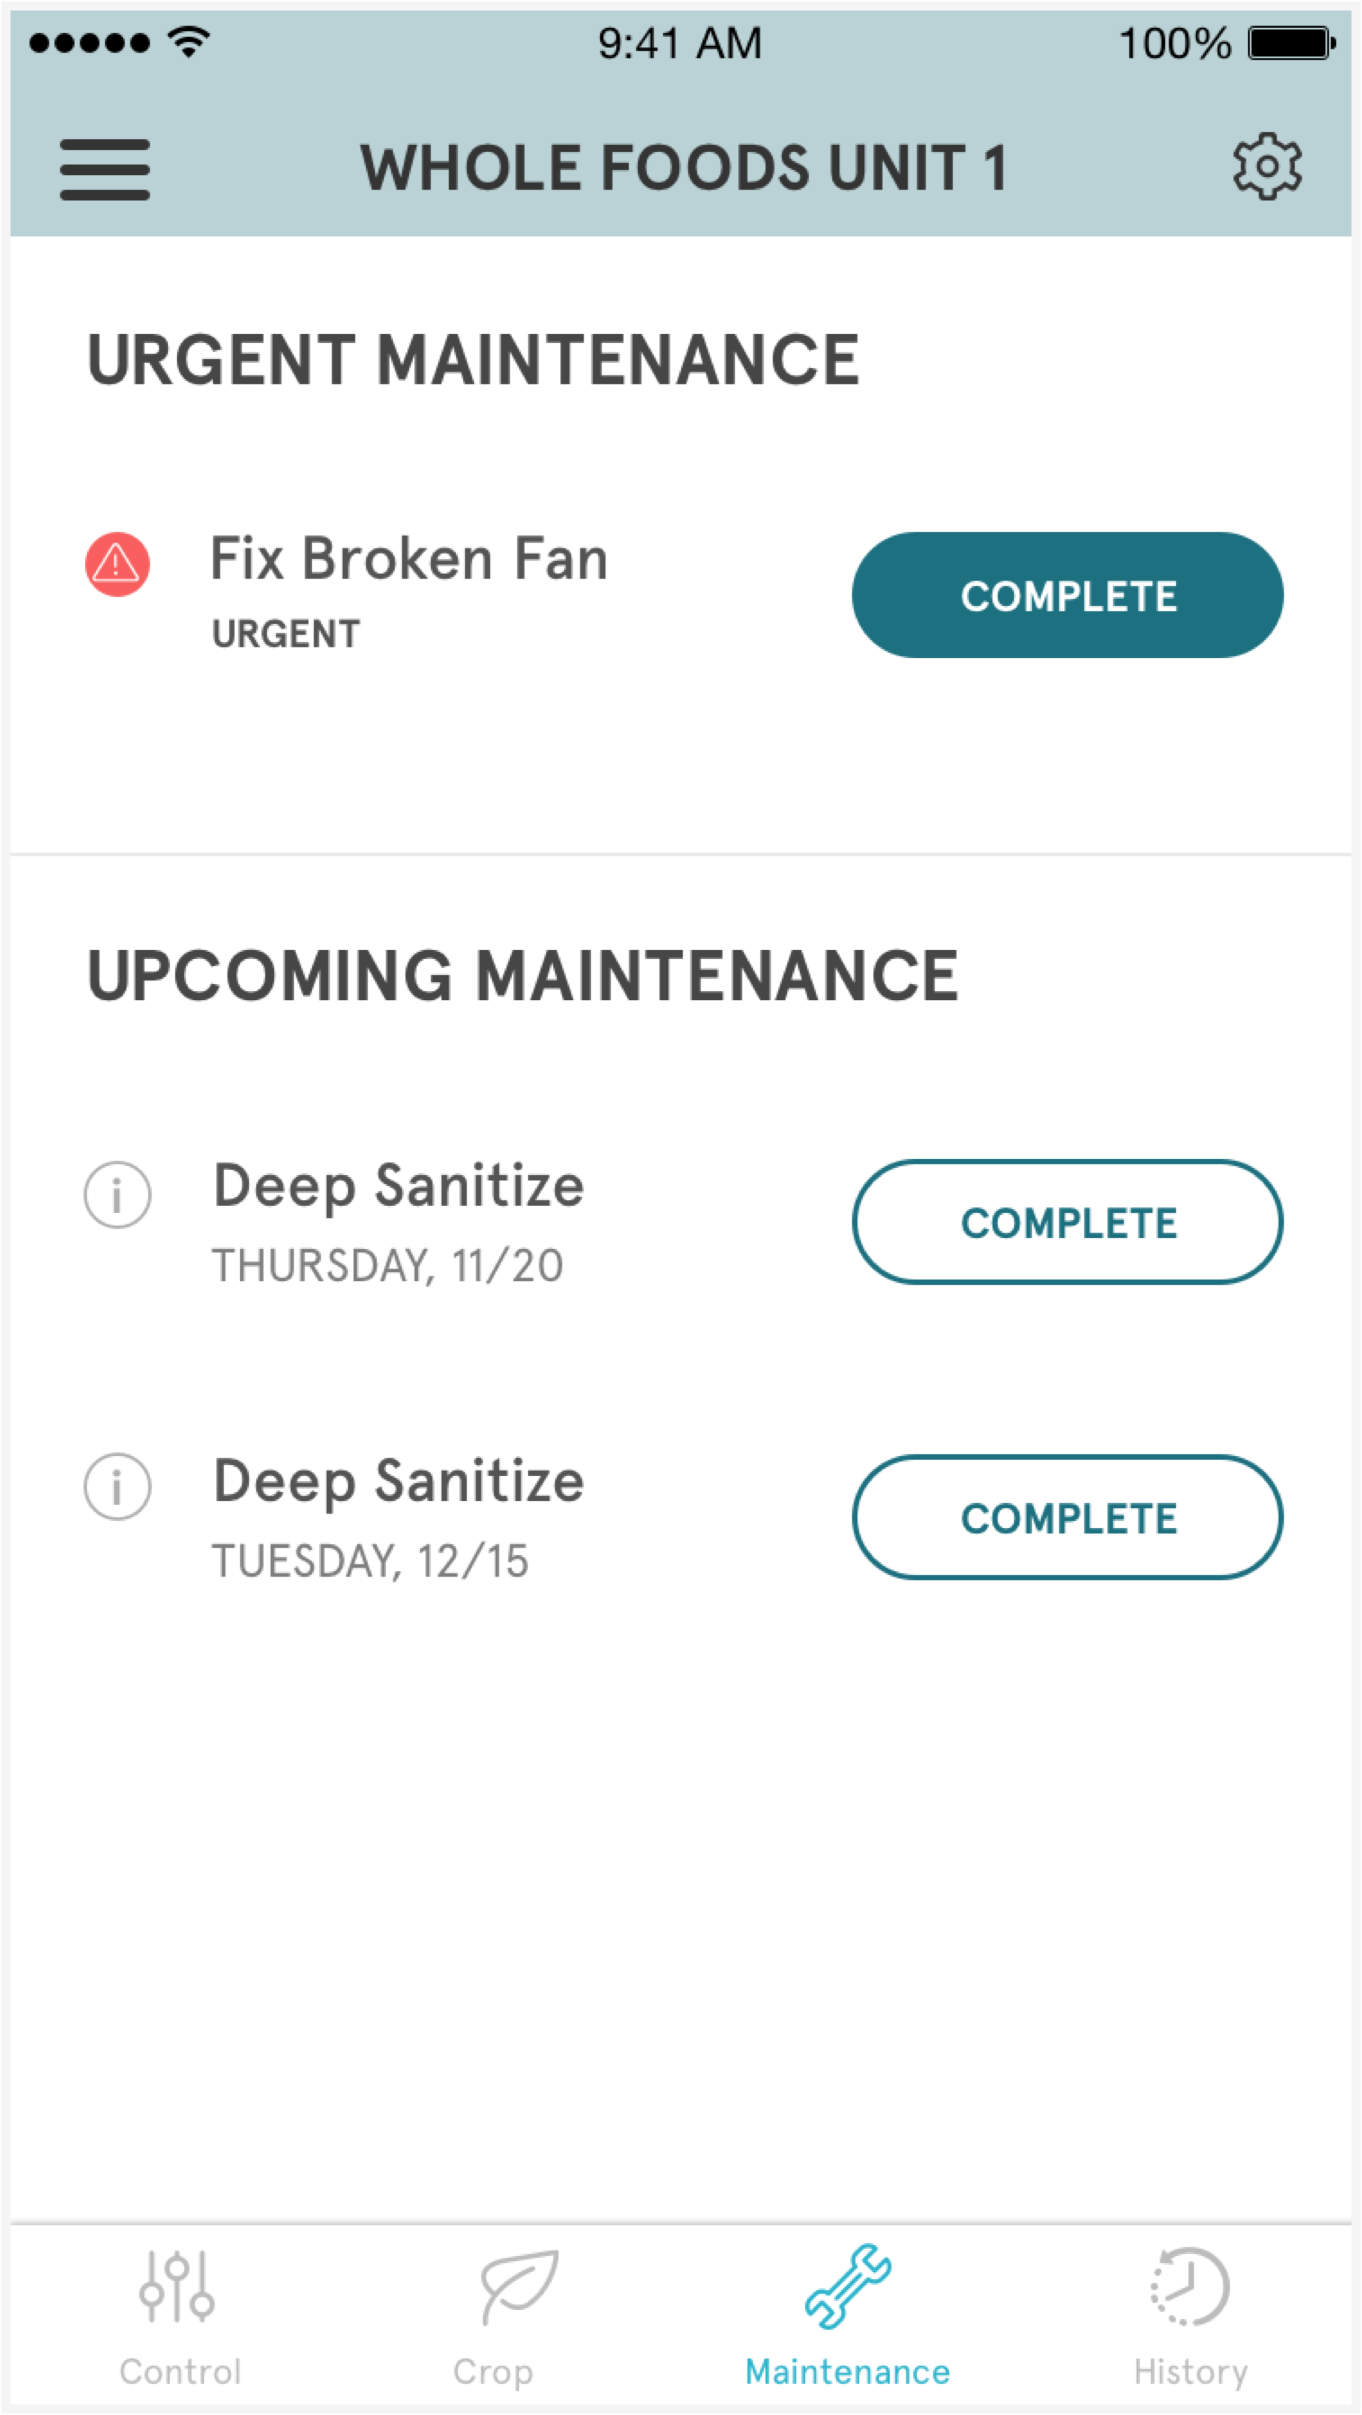 9:41 AM
100%
WHOLE FOODS UNIT 1
URGENT MAINTENANCE
Fix Broken Fan
URGENT
COMPLETE
UPCOMING MAINTENANCE
Deep Sanitize
THURSDAY, 11/20
COMPLETE
Deep Sanitize
TUESDAY, 12/15
COMPLETE
Control
Crop
Maintenance
History